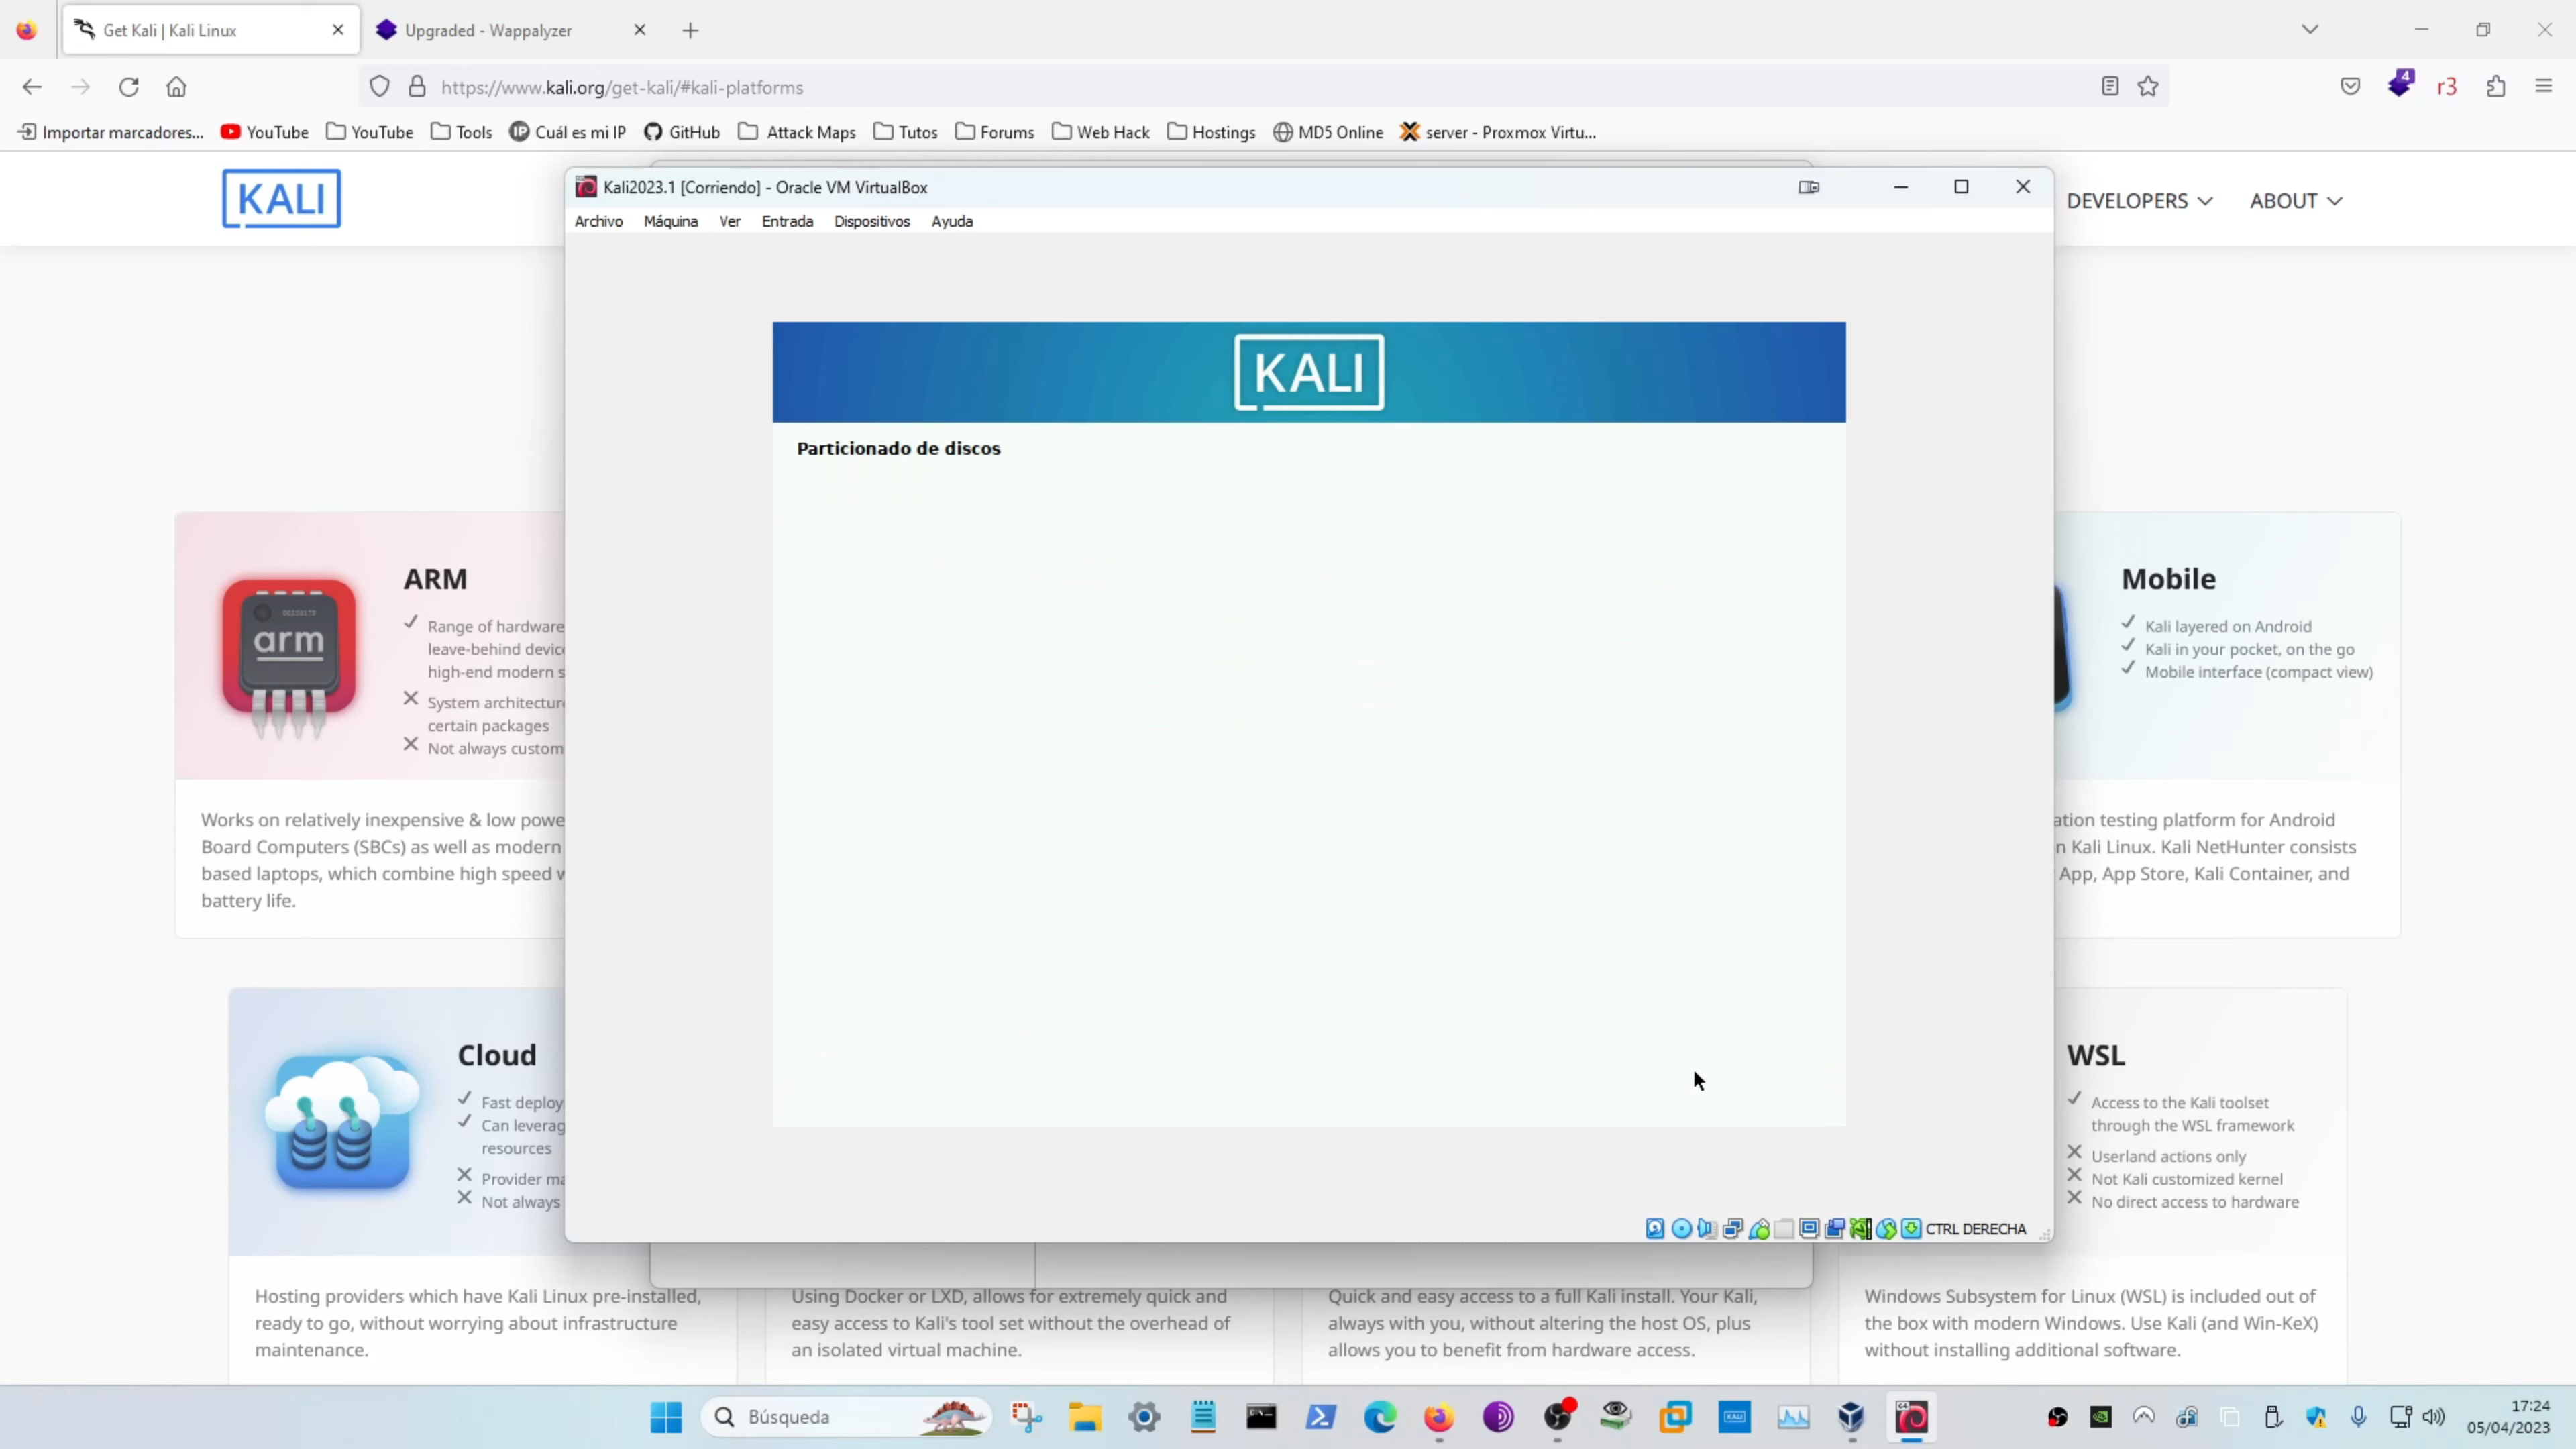 Get Kali | Kali Linux
Upgraded - Wappalyzer
https://www.kali.org/get-kali/#kali-platforms
4
r3
Importar marcadores...
YouTube
YouTube
Tools
Cuál es mi IP
GitHub
Attack Maps
Tutos
Forums
Web Hack
Hostings
MD5 Online
server - Proxmox Virtu...
KALI
DEVELOPERS
ABOUT
Kali2023.1 [Corriendo] - Oracle VM VirtualBox
Archivo
Máquina
Ver
Entrada
Dispositivos
Ayuda
KALI
Particionado de discos
CTRL DERECHA
arm
ARM
Range of hardware
leave-behind devic
high-end modern s
System architectur
certain packages
Not always custom
Works on relatively inexpensive & low powe
Board Computers (SBCs) as well as modern
based laptops, which combine high speed w
battery life.
Mobile
Kali layered on Android
Kali in your pocket, on the go
Mobile interface (compact view)
ation testing platform for Android
n Kali Linux. Kali NetHunter consists
App, App Store, Kali Container, and
Cloud
Fast deploy
Can leverag
resources
Provider ma
Not always
Hosting providers which have Kali Linux pre-installed,
ready to go, without worrying about infrastructure
maintenance.
Using Docker or LXD, allows for extremely quick and
easy access to Kali's tool set without the overhead of
an isolated virtual machine.
Quick and easy access to a full Kali install. Your Kali,
always with you, without altering the host OS, plus
allows you to benefit from hardware access.
WSL
Access to the Kali toolset
through the WSL framework
Userland actions only
Not Kali customized kernel
No direct access to hardware
Windows Subsystem for Linux (WSL) is included out of
the box with modern Windows. Use Kali (and Win-KeX)
without installing additional software.
Búsqueda
KALI
64
17:24
05/04/2023